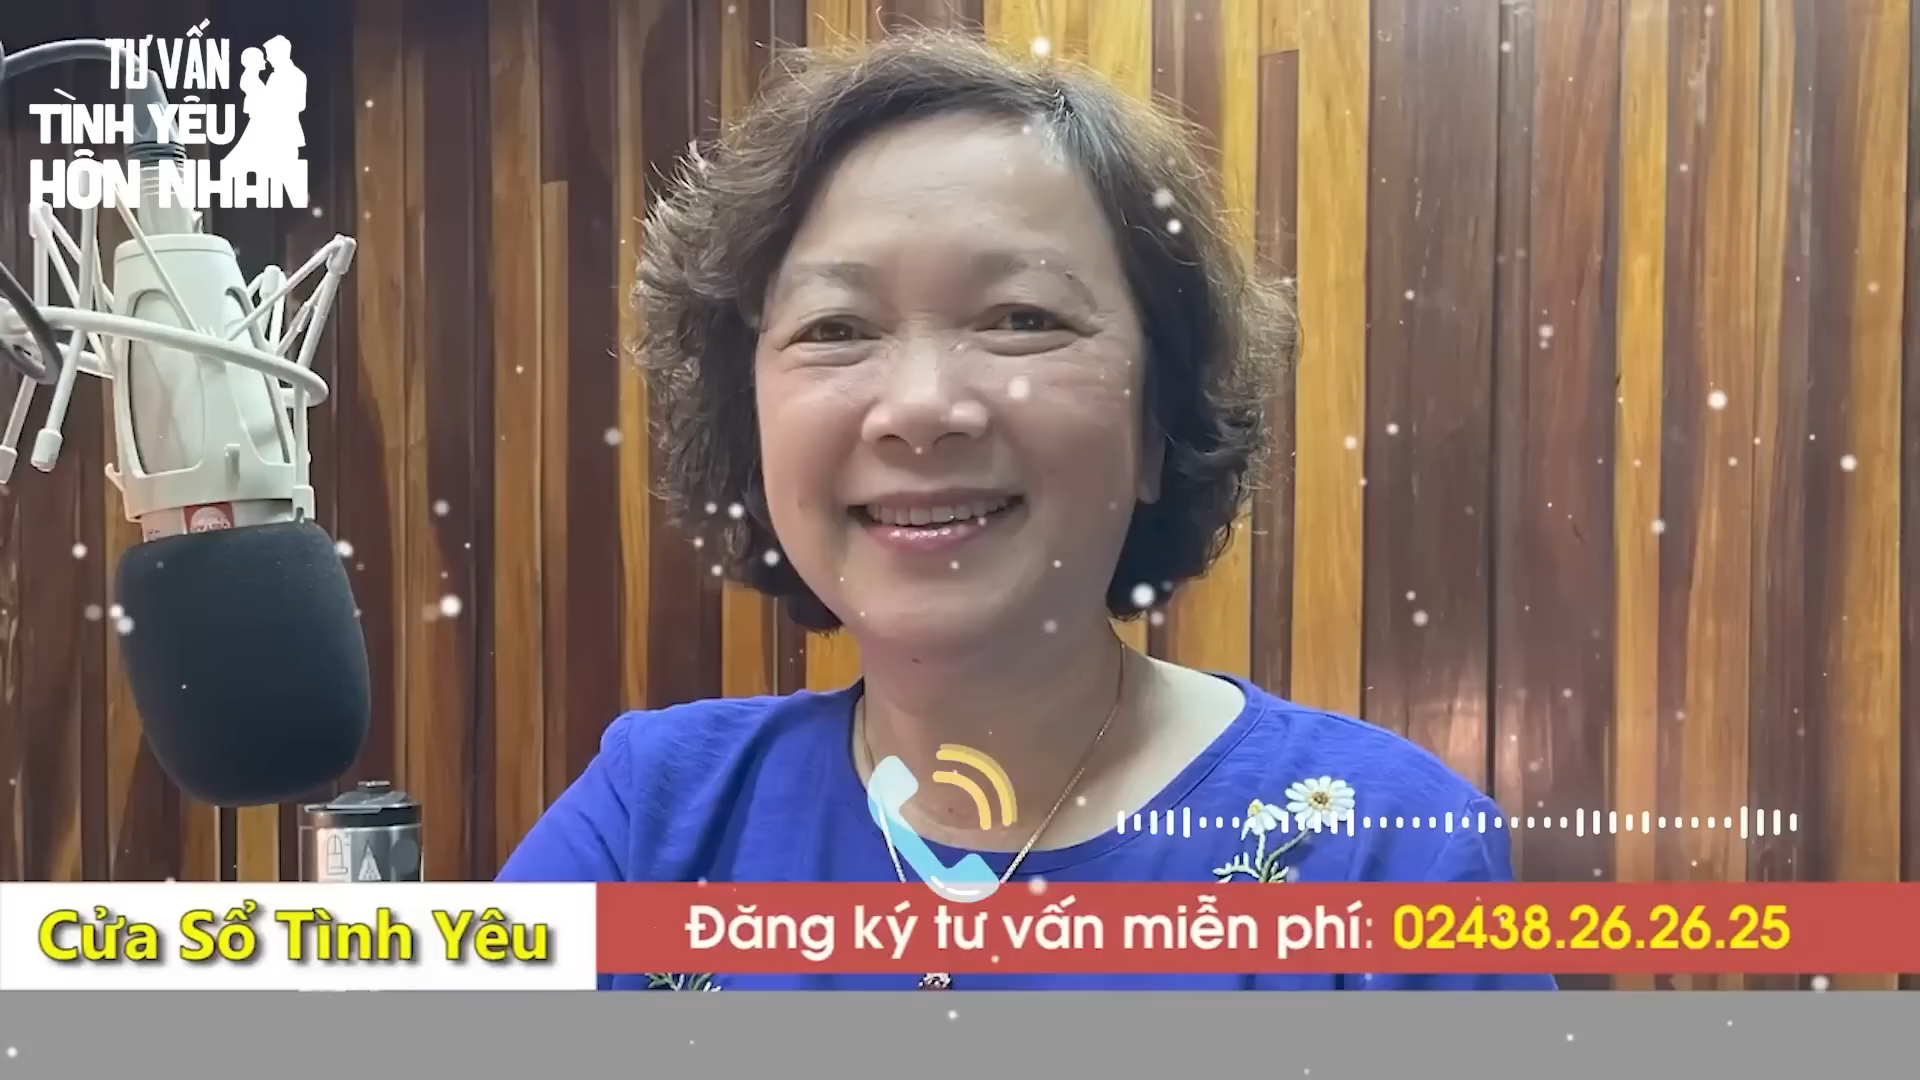 TƯ VẤN
TÌNH YÊU
HÔN NHÂN
Cửa Sổ Tình Yêu
Đăng ký tư vấn miễn phí: 02438.26.26.25